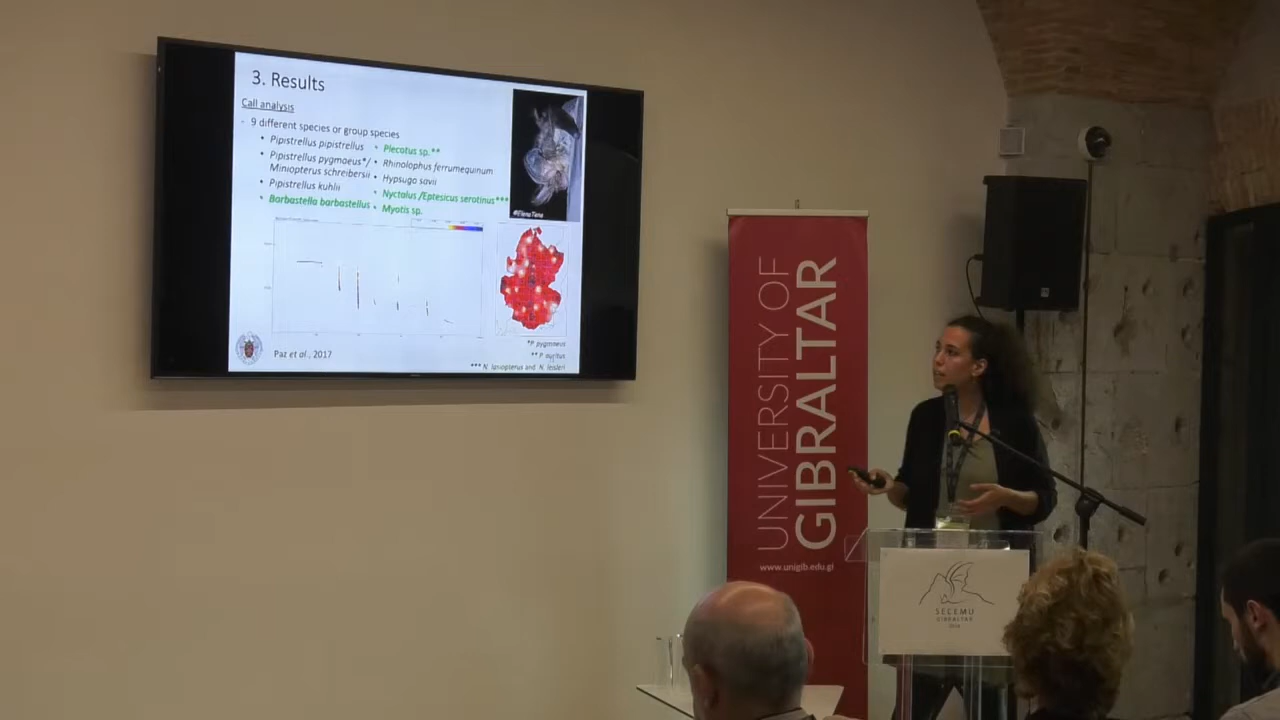 3. Results
Call analysis
- 9 different species or group species
• Pipistrellus pipistrellus
• Pipistrellus pygmoeus*/
Miniopterus schreibersii
• Pipistrellus kuhlii
• Barbastella barbastellus
• Plecotus sp.**
• Rhinolophus ferrumequinum
• Hypsugo savii
• Nyctalus /Eptesicus serotinus***
• Myotis sp.
@ElenaTena
Paz et al., 2017
*P. pygmaeus
** P. auritus
*** N. lasiopterus and N. leisleri
UNIVERSITY OF
GIBRALTAR
www.unigib.edu.gi
SECEMU
GIBRALTAR